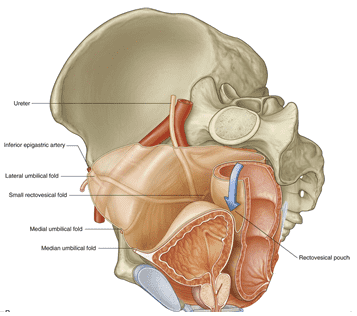 Ureter
Inferior epigastric artery
Lateral umbilical fold
Small rectovesical fold
Medial umbilical fold
Median umbilical fold
Rectovesical pouch